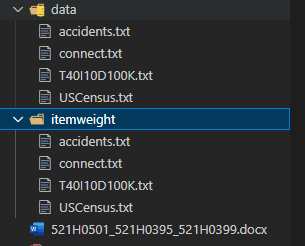 data
accidents.txt
connect.txt
T40I10D100K.txt
USCensus.txt
itemweight
accidents.txt
connect.txt
T40I10D100K.txt
USCensus.txt
521H0501_521H0395_521H0399.docx